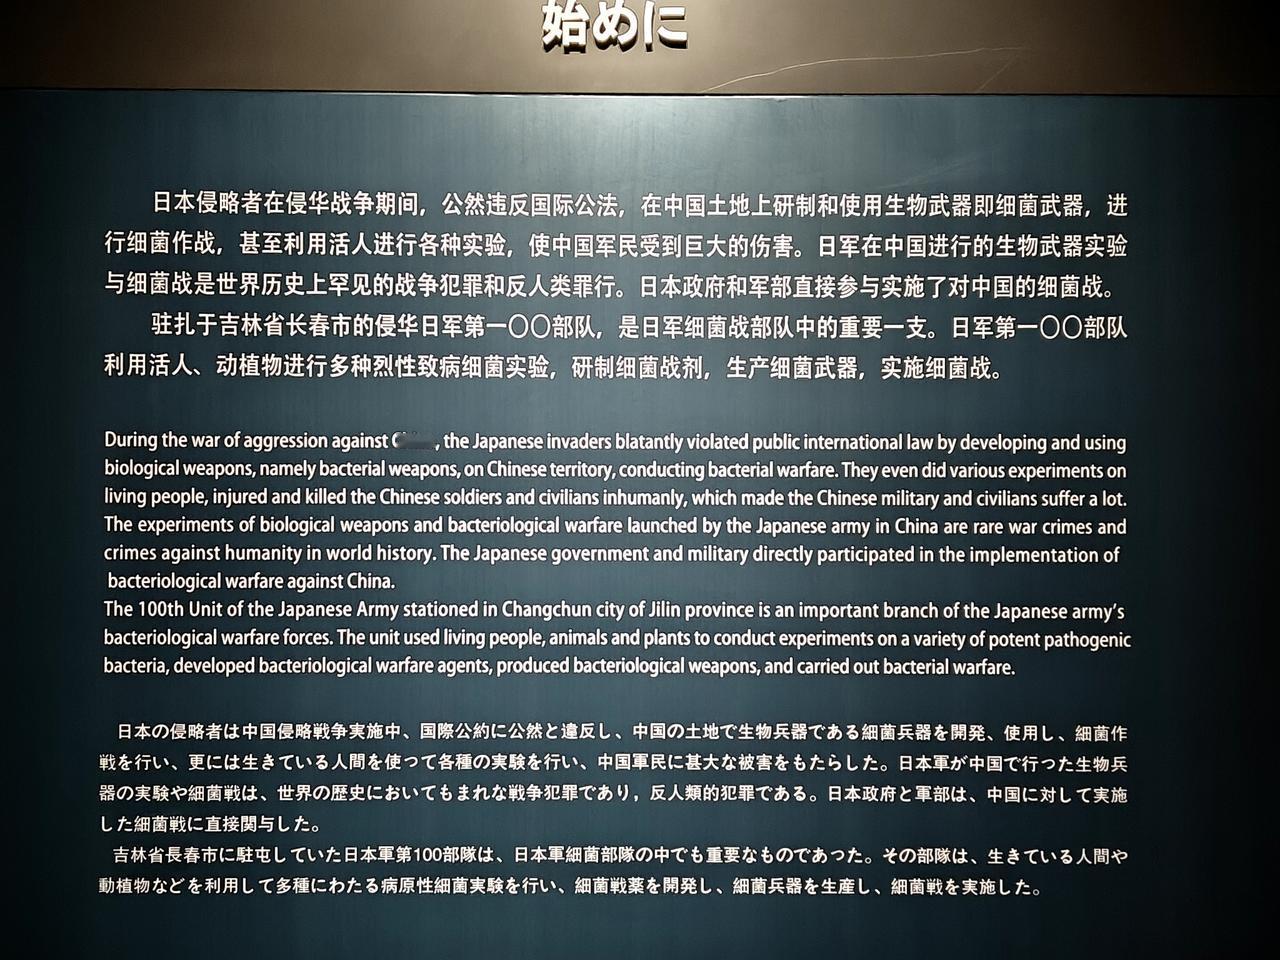 始めに
日本侵略者在侵华战争期间，公然违反国际公法，在中国土地上研制和使用生物武器即细菌武器，进
行细菌作战，甚至利用活人进行各种实验，使中国军民受到巨大的伤害。日军在中国进行的生物武器实验
与细菌战是世界历史上罕见的战争犯罪和反人类罪行。日本政府和军部直接参与实施了对中国的细菌战。
驻扎于吉林省长春市的侵华日军第一〇〇部队，是日军细菌战部队中的重要一支。日军第一〇〇部队
利用活人、动植物进行多种烈性致病细菌实验，研制细菌战剂，生产细菌武器，实施细菌战。
During the war of aggression against , the Japanese invaders blatantly violated public international law by developing and using
biological weapons, namely bacterial weapons, on Chinese territory, conducting bacterial warfare. They even did various experiments on
living people, injured and killed the Chinese soldiers and civilians inhumanly, which made the Chinese military and civilians suffer a lot.
The experiments of biological weapons and bacteriological warfare launched by the Japanese army in China are rare war crimes and
crimes against humanity in world history. The Japanese government and military directly participated in the implementation of
bacteriological warfare against China.
The 100th Unit of the Japanese Army stationed in Changchun city of Jilin province is an important branch of the Japanese army's
bacteriological warfare forces. The unit used living people, animals and plants to conduct experiments on a variety of potent pathogenic
bacteria, developed bacteriological warfare agents, produced bacteriological weapons, and carried out bacterial warfare.
日本の侵略者は中国侵略戦争実施中、国際公約に公然と違反し、中国の土地で生物兵器である細菌兵器を開発、使用し、細菌作
戦を行い、更には生きている人間を使って各種の実験を行い、中国軍民に甚大な被害をもたらした。日本軍が中国で行った生物兵
器の実験や細菌戦は、世界の歴史においてもまれな戦争犯罪であり，反人類的犯罪である。日本政府と軍部は、中国に対して実施
した細菌戦に直接関与した。
吉林省長春市に駐屯していた日本軍第100部隊は、日本軍細菌部隊の中でも重要なものであった。その部隊は、生きている人間や
動植物などを利用して多種にわたる病原性細菌実験を行い、細菌戦薬を開発し、細菌兵器を生産し、細菌戦を実施した。